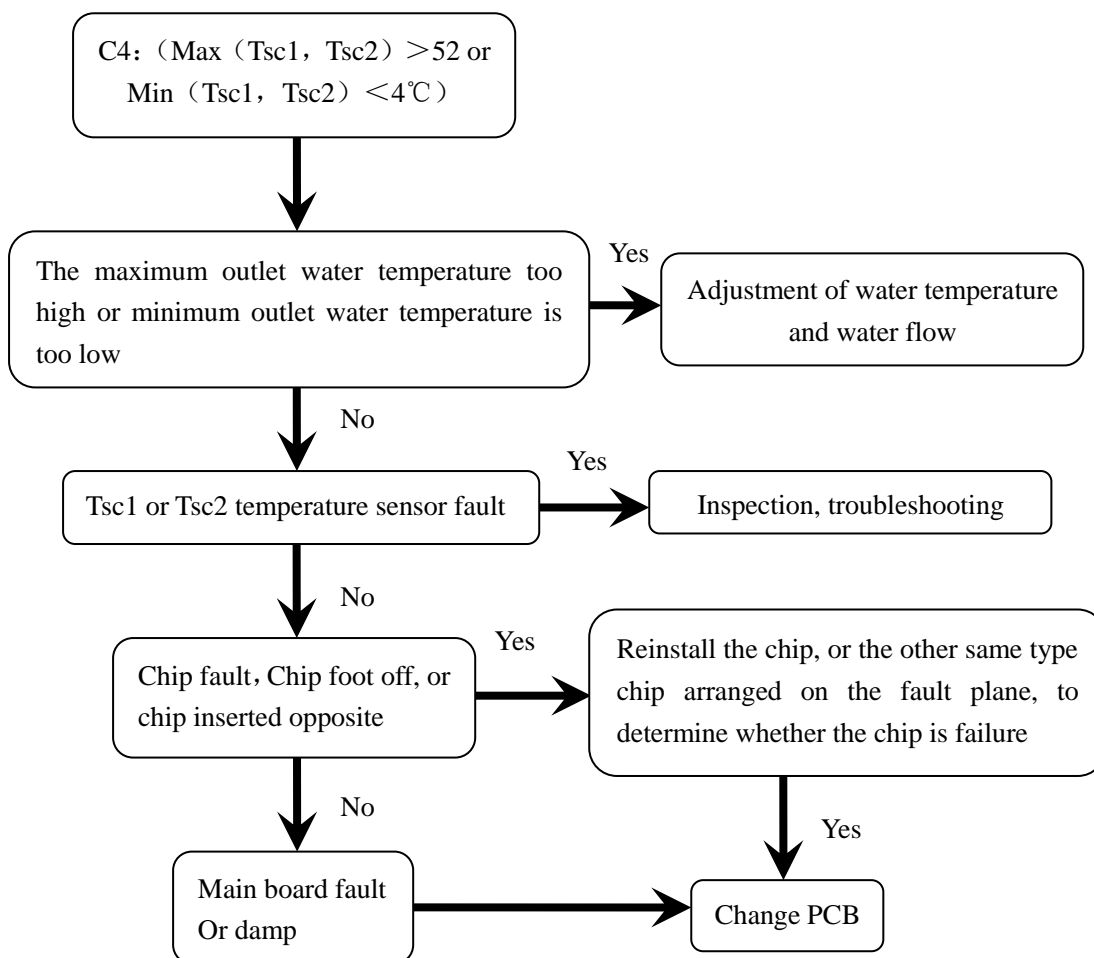 C4:（Max（Tsc1，Tsc2）＞52 or
Min（Tsc1，Tsc2）＜4℃）
The maximum outlet water temperature too
high or minimum outlet water temperature is
too low
Yes
Adjustment of water temperature
and water flow
No
Tsc1 or Tsc2 temperature sensor fault
Yes
Inspection, troubleshooting
No
Chip fault，Chip foot off, or
chip inserted opposite
Yes
Reinstall the chip, or the other same type
chip arranged on the fault plane, to
determine whether the chip is failure
No
Yes
Main board fault
Or damp
Change PCB